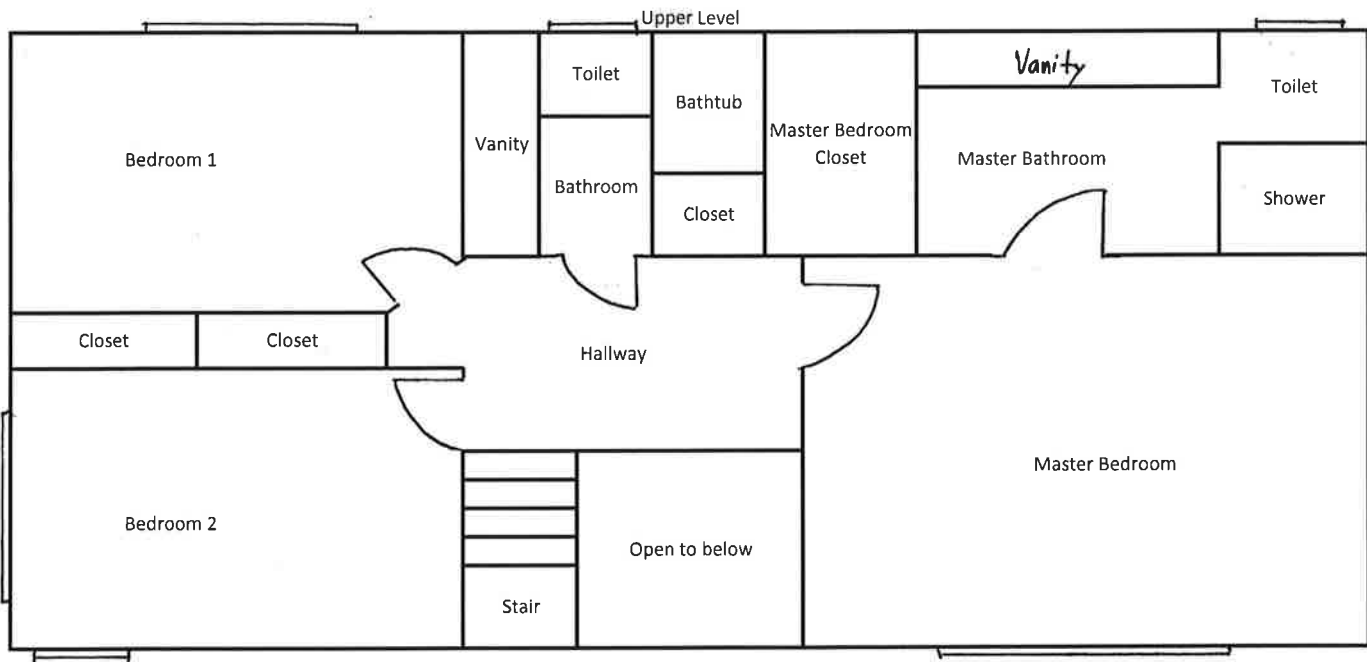 Upper Level
Vanity
Toilet
Toilet
Bathtub
Master Bedroom
Closet
Vanity
Bedroom 1
Master Bathroom
Bathroom
Shower
Closet
Closet
Closet
Hallway
Master Bedroom
Bedroom 2
Open to below
Stair